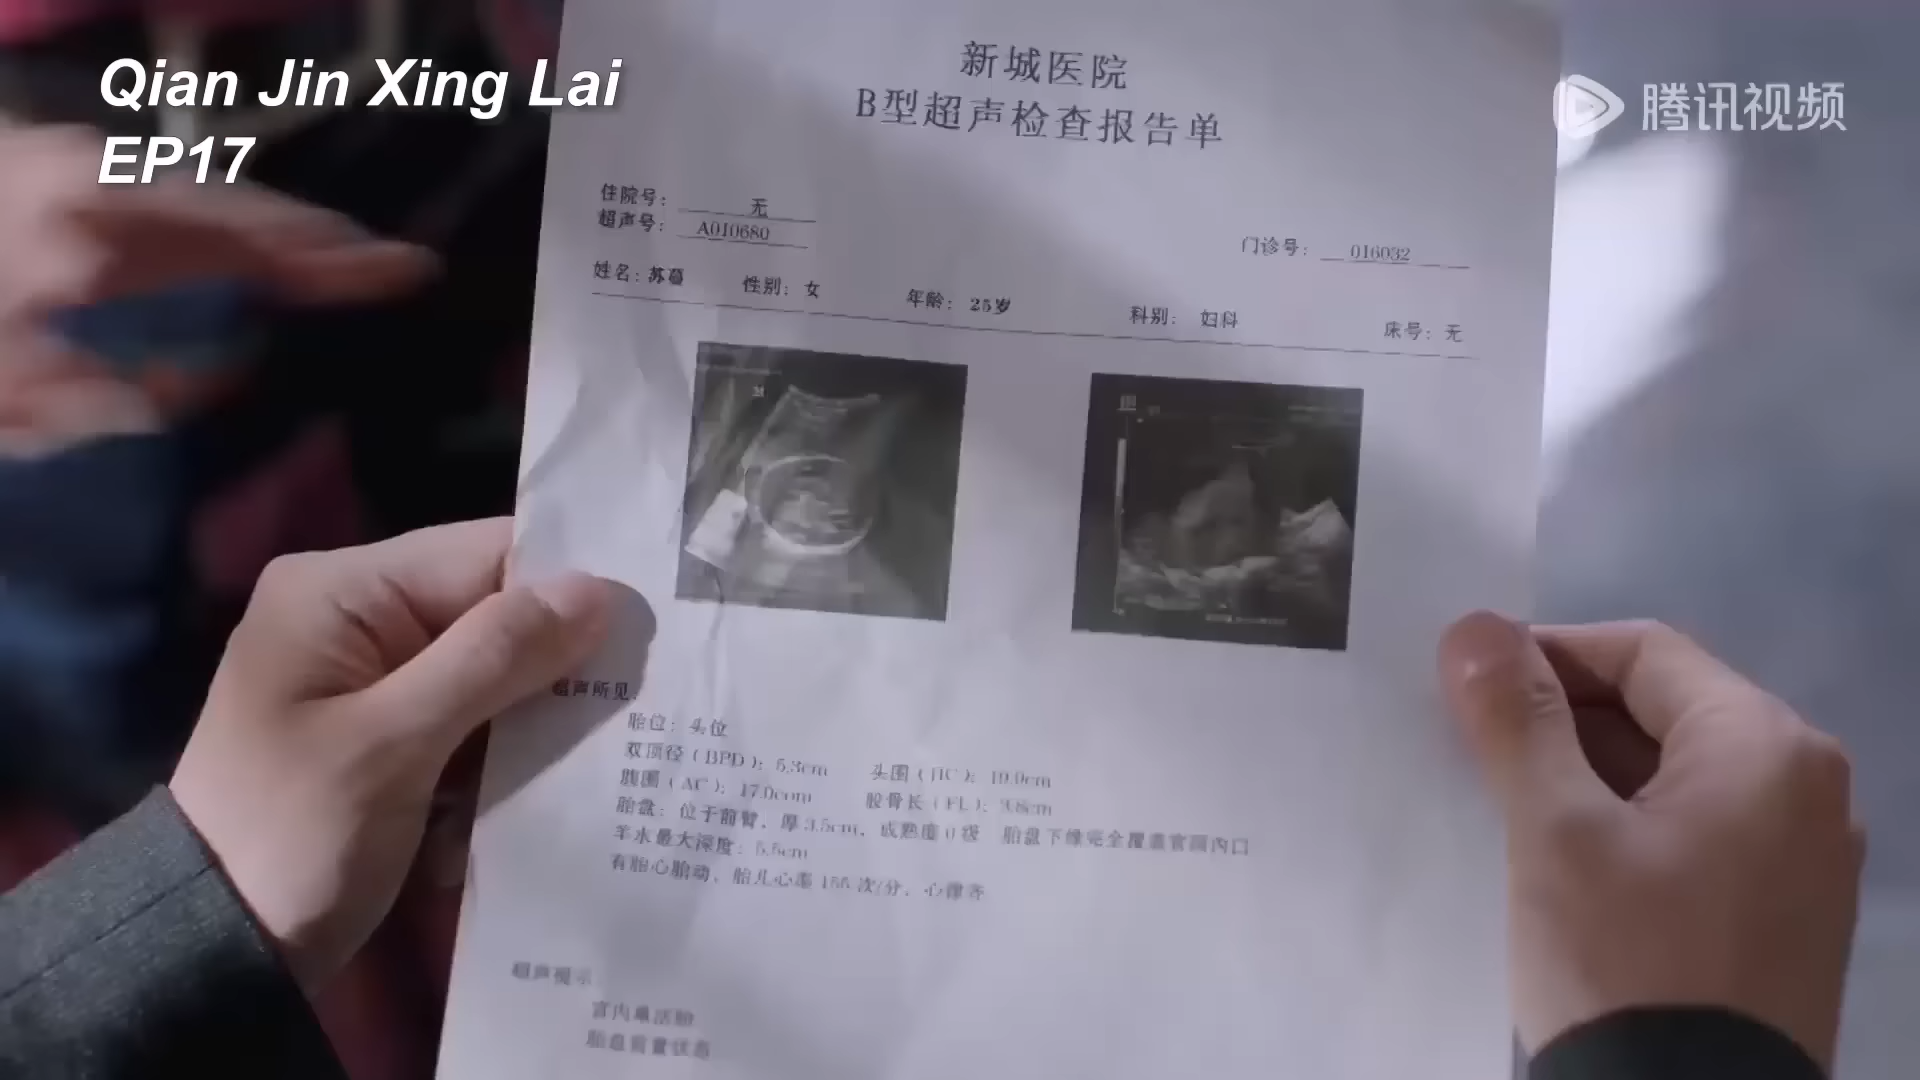 Qian Jin Xing Lai
EP17
腾讯视频
新城医院
B型超声检查报告单
住院号： 无
超声号： A010680
门诊号： 016032
姓名：苏蔓 性别：女 年龄：25岁 科别：妇科 床号：无
超声所见：
胎位：头位
双顶径（BPD）：5.3cm 头围（HC）：19.0cm
腹围（AC）：17.0cm 股骨长（FL）：
胎盘：位于前臂，厚3.5cm，成熟度0级 胎盘下缘完全覆盖宫颈内口
羊水最大深度：5.5cm
有胎心胎动，胎儿心率 155 次/分，心律齐
超声提示
宫内单活胎
胎盘前置状态